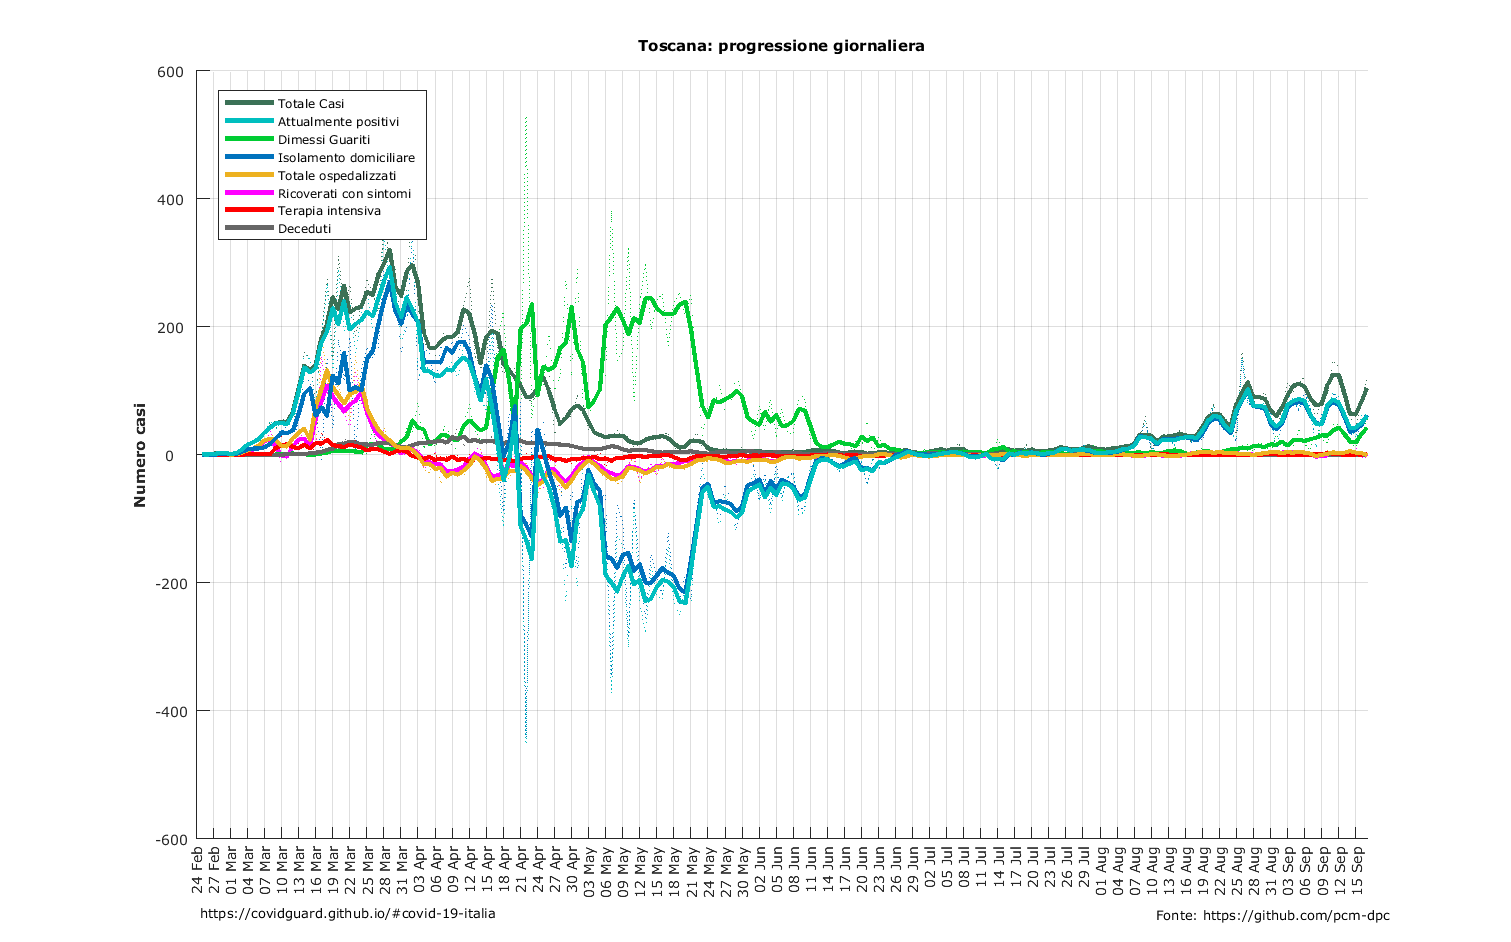 Toscana: progressione giornaliera
Numero casi
600
400
200
0
-200
-400
-600
Totale Casi
Attualmente positivi
Dimessi Guariti
Isolamento domiciliare
Totale ospedalizzati
Ricoverati con sintomi
Terapia intensiva
Deceduti
24 Feb
27 Feb
01 Mar
04 Mar
07 Mar
10 Mar
13 Mar
16 Mar
19 Mar
22 Mar
25 Mar
28 Mar
31 Mar
03 Apr
06 Apr
09 Apr
12 Apr
15 Apr
18 Apr
21 Apr
24 Apr
27 Apr
30 Apr
03 May
06 May
09 May
12 May
15 May
18 May
21 May
24 May
27 May
30 May
02 Jun
05 Jun
08 Jun
11 Jun
14 Jun
17 Jun
20 Jun
23 Jun
26 Jun
29 Jun
02 Jul
05 Jul
08 Jul
11 Jul
14 Jul
17 Jul
20 Jul
23 Jul
26 Jul
29 Jul
01 Aug
04 Aug
07 Aug
10 Aug
13 Aug
16 Aug
19 Aug
22 Aug
25 Aug
28 Aug
31 Aug
03 Sep
06 Sep
09 Sep
12 Sep
15 Sep
https://covidguard.github.io/#covid-19-italia
Fonte: https://github.com/pcm-dpc